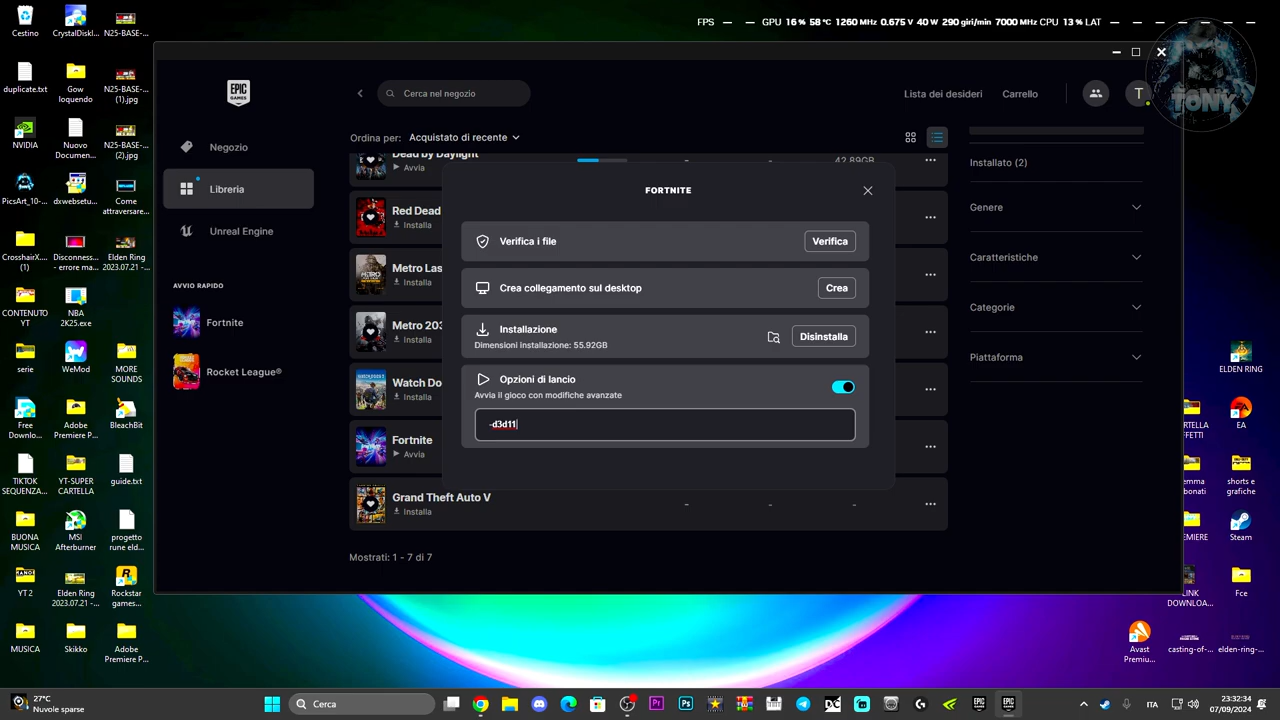 FPS — — GPU 16 % 58 °C 1260 MHz 0.675 V 40 W 290 giri/min 7000 MHz CPU 13 % LAT — — — — — —
Cestino
CrystalDiskI...
N25-BASE-...
duplicate.txt
Gow loquendo
N25-BASE-... (1).jpg
NVIDIA
Nuovo Documen...
N25-BASE-... (2).jpg
PicsArt_10-...
dxwebsetu...
Come attraversare...
CrosshairX... (1)
Disconness... - errore ma...
Elden Ring 2023.07.21 -...
CONTENUTO YT
NBA 2K25.exe
serie
WeMod
MORE SOUNDS
Free Downlo...
Adobe Premiere P...
BleachBit
TIKTOK SEQUENZA...
YT-SUPER CARTELLA
guide.txt
BUONA MUSICA
MSI Afterburner
progetto rune eld...
YT 2
Elden Ring 2023.07.21 -...
Rockstar games...
MUSICA
Skikko
Adobe Premiere P...
EPIC GAMES
Cerca nel negozio
Lista dei desideri
Carrello
T
TONY
Negozio
Libreria
Unreal Engine
AVVIO RAPIDO
Fortnite
Rocket League®
Ordina per: Acquistato di recente
Dead by Daylight
Avvia
42.89GB
Red Dead
Installa
Metro Las
Installa
Metro 203
Installa
Watch Do
Installa
Fortnite
Avvia
Grand Theft Auto V
Installa
Mostrati: 1 - 7 di 7
FORTNITE
Verifica i file
Verifica
Crea collegamento sul desktop
Crea
Installazione
Dimensioni installazione: 55.92GB
Disinstalla
Opzioni di lancio
Avvia il gioco con modifiche avanzate
-d3d11
Installato (2)
Genere
Caratteristiche
Categorie
Piattaforma
ELDEN RING
EA
shorts e grafiche
Steam
LINK DOWNLOA...
Fce
Avast Premiu...
casting-of-...
elden-ring-...
27°C
Nuvole sparse
Cerca
ITA
23:32:34
07/09/2024